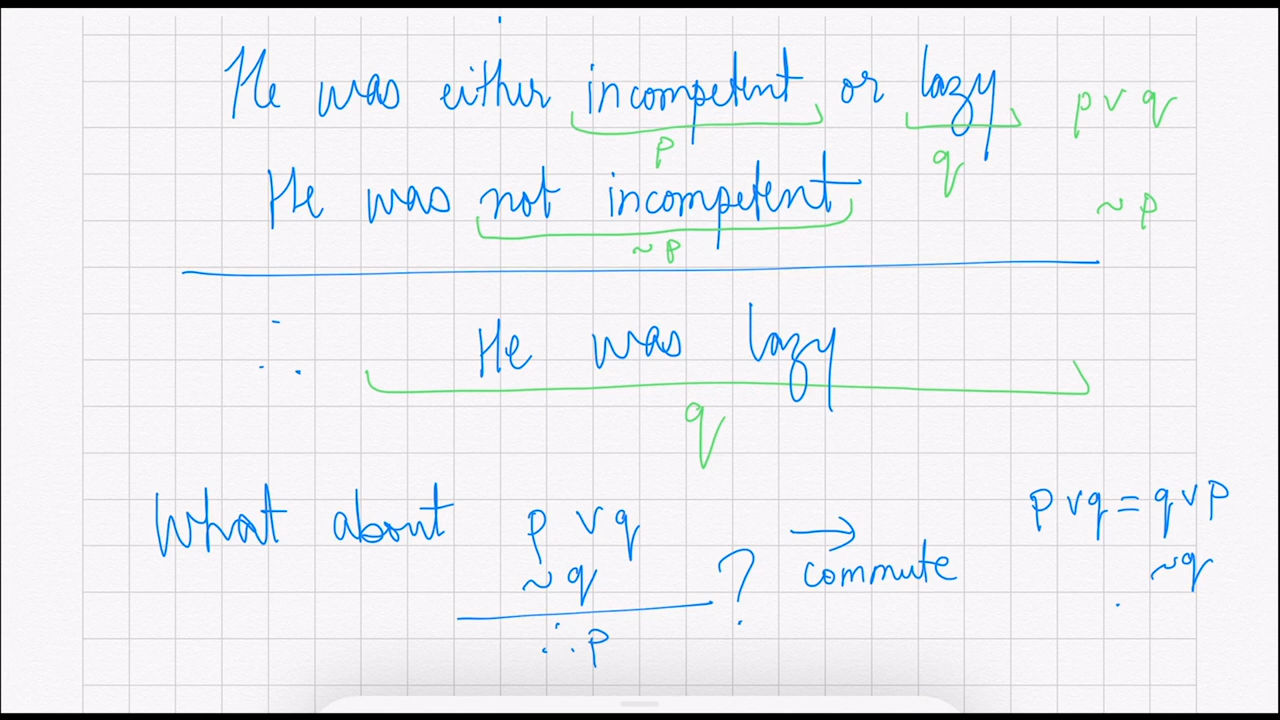 He was either incompetent or lazy p v q
p q
He was not incompetent ~ p
~ p
∴ He was lazy
q
What about p v q → p v q = q v p
~ q ? commute ~q
∴ p